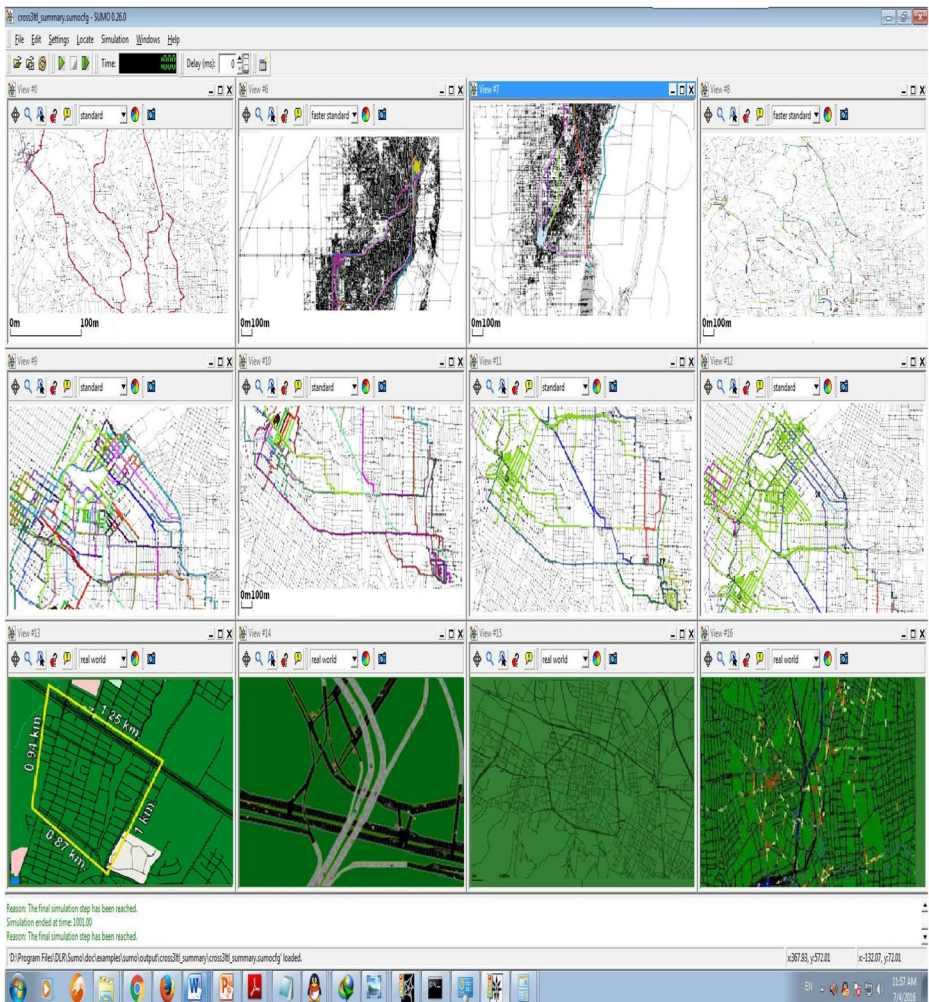 cross3ltl_summary.sumocfg - SUMO 0.26.0
File Edit Settings Locate Simulation Windows Help
Time: Delay (ms): 0
View #0 View #6 View #7 View #8
standard faster standard faster standard faster standard
0m 100m 0m100m 0m100m 0m100m
View #9 View #10 View #11 View #12
standard standard standard standard
0m100m
View #13 View #14 View #15 View #16
real world real world real world real world
1.25 km
0.94 km
1 km
0.87 km
Reason: The final simulation step has been reached.
Simulation ended at time: 1001.00
Reason: The final simulation step has been reached.
'D:\Program Files\DLR\Sumo\doc\examples\sumo\output\cross3ltl_summary\cross3ltl_summary.sumocfg' loaded. x:367.93, y:572.01 x:-132.07, y:72.01
EN 11:57 AM
7/4/2016